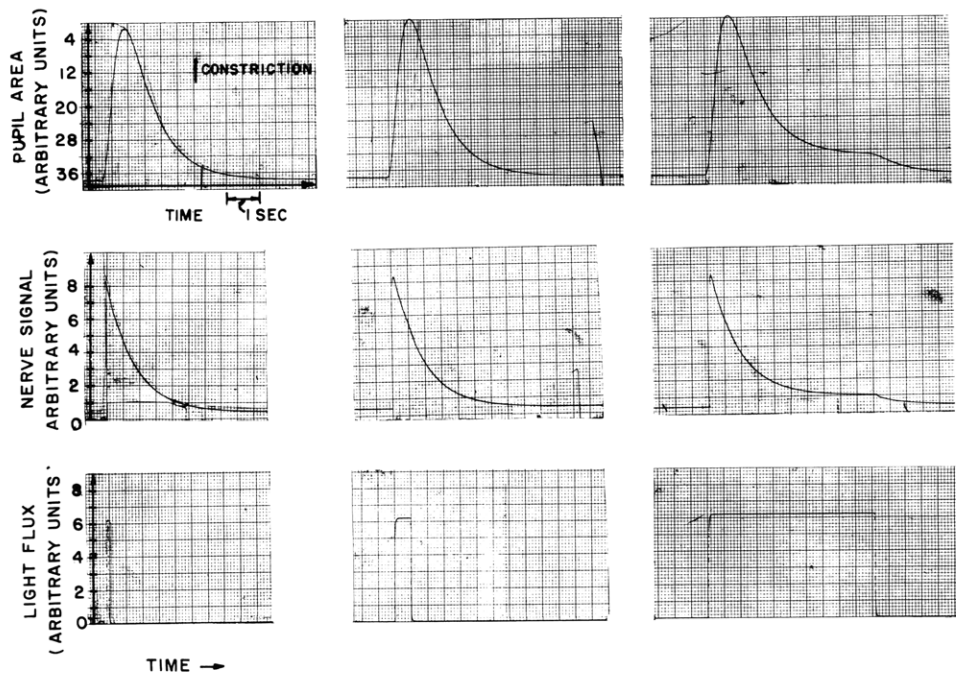 PUPIL AREA
(ARBITRARY UNITS)
4
12
20
28
36
CONSTRICTION
TIME
1 SEC
NERVE SIGNAL
ARBITRARY UNITS)
8
6
4
2
0
LIGHT FLUX
(ARBITRARY UNITS
8
6
4
2
0
TIME →